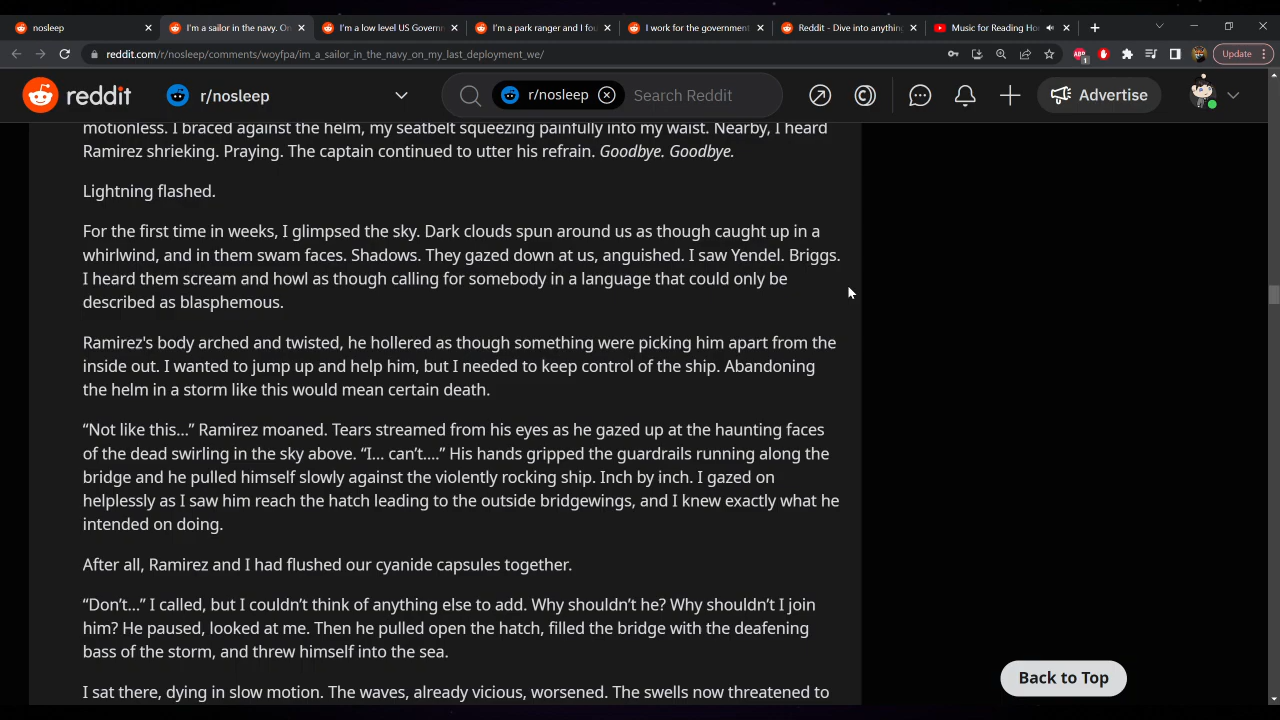 nosleep
I'm a sailor in the navy. On
I'm a low level US Governm
I'm a park ranger and I fou
I work for the government
Reddit - Dive into anything
Music for Reading Ho
reddit.com/r/nosleep/comments/woyfpa/im_a_sailor_in_the_navy_on_my_last_deployment_we/
ABP
1
Update
reddit
r/nosleep
r/nosleep
Search Reddit
Advertise
motionless. I braced against the helm, my seatbelt squeezing painfully into my waist. Nearby, I heard
Ramirez shrieking. Praying. The captain continued to utter his refrain. Goodbye. Goodbye.
Lightning flashed.
For the first time in weeks, I glimpsed the sky. Dark clouds spun around us as though caught up in a
whirlwind, and in them swam faces. Shadows. They gazed down at us, anguished. I saw Yendel. Briggs.
I heard them scream and howl as though calling for somebody in a language that could only be
described as blasphemous.
Ramirez's body arched and twisted, he hollered as though something were picking him apart from the
inside out. I wanted to jump up and help him, but I needed to keep control of the ship. Abandoning
the helm in a storm like this would mean certain death.
“Not like this...” Ramirez moaned. Tears streamed from his eyes as he gazed up at the haunting faces
of the dead swirling in the sky above. “I... can’t....” His hands gripped the guardrails running along the
bridge and he pulled himself slowly against the violently rocking ship. Inch by inch. I gazed on
helplessly as I saw him reach the hatch leading to the outside bridgewings, and I knew exactly what he
intended on doing.
After all, Ramirez and I had flushed our cyanide capsules together.
“Don’t...” I called, but I couldn’t think of anything else to add. Why shouldn’t he? Why shouldn’t I join
him? He paused, looked at me. Then he pulled open the hatch, filled the bridge with the deafening
bass of the storm, and threw himself into the sea.
I sat there, dying in slow motion. The waves, already vicious, worsened. The swells now threatened to
Back to Top